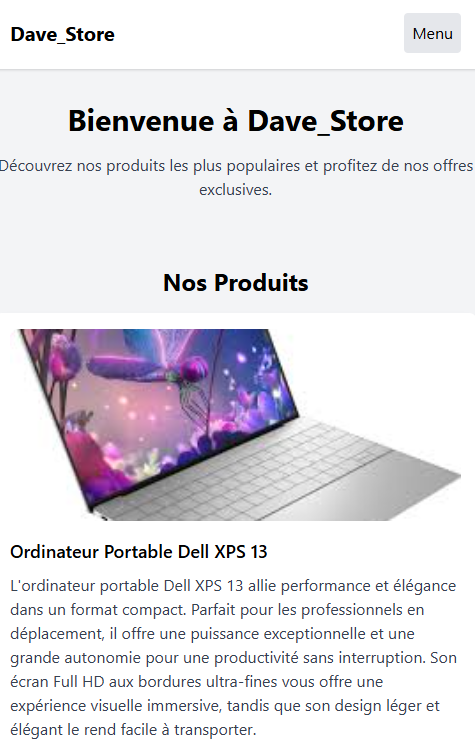 Dave_Store
Menu
Bienvenue à Dave_Store
Découvrez nos produits les plus populaires et profitez de nos offres
exclusives.
Nos Produits
Ordinateur Portable Dell XPS 13
L'ordinateur portable Dell XPS 13 allie performance et élégance
dans un format compact. Parfait pour les professionnels en
déplacement, il offre une puissance exceptionnelle et une
grande autonomie pour une productivité sans interruption. Son
écran Full HD aux bordures ultra-fines vous offre une
expérience visuelle immersive, tandis que son design léger et
élégant le rend facile à transporter.